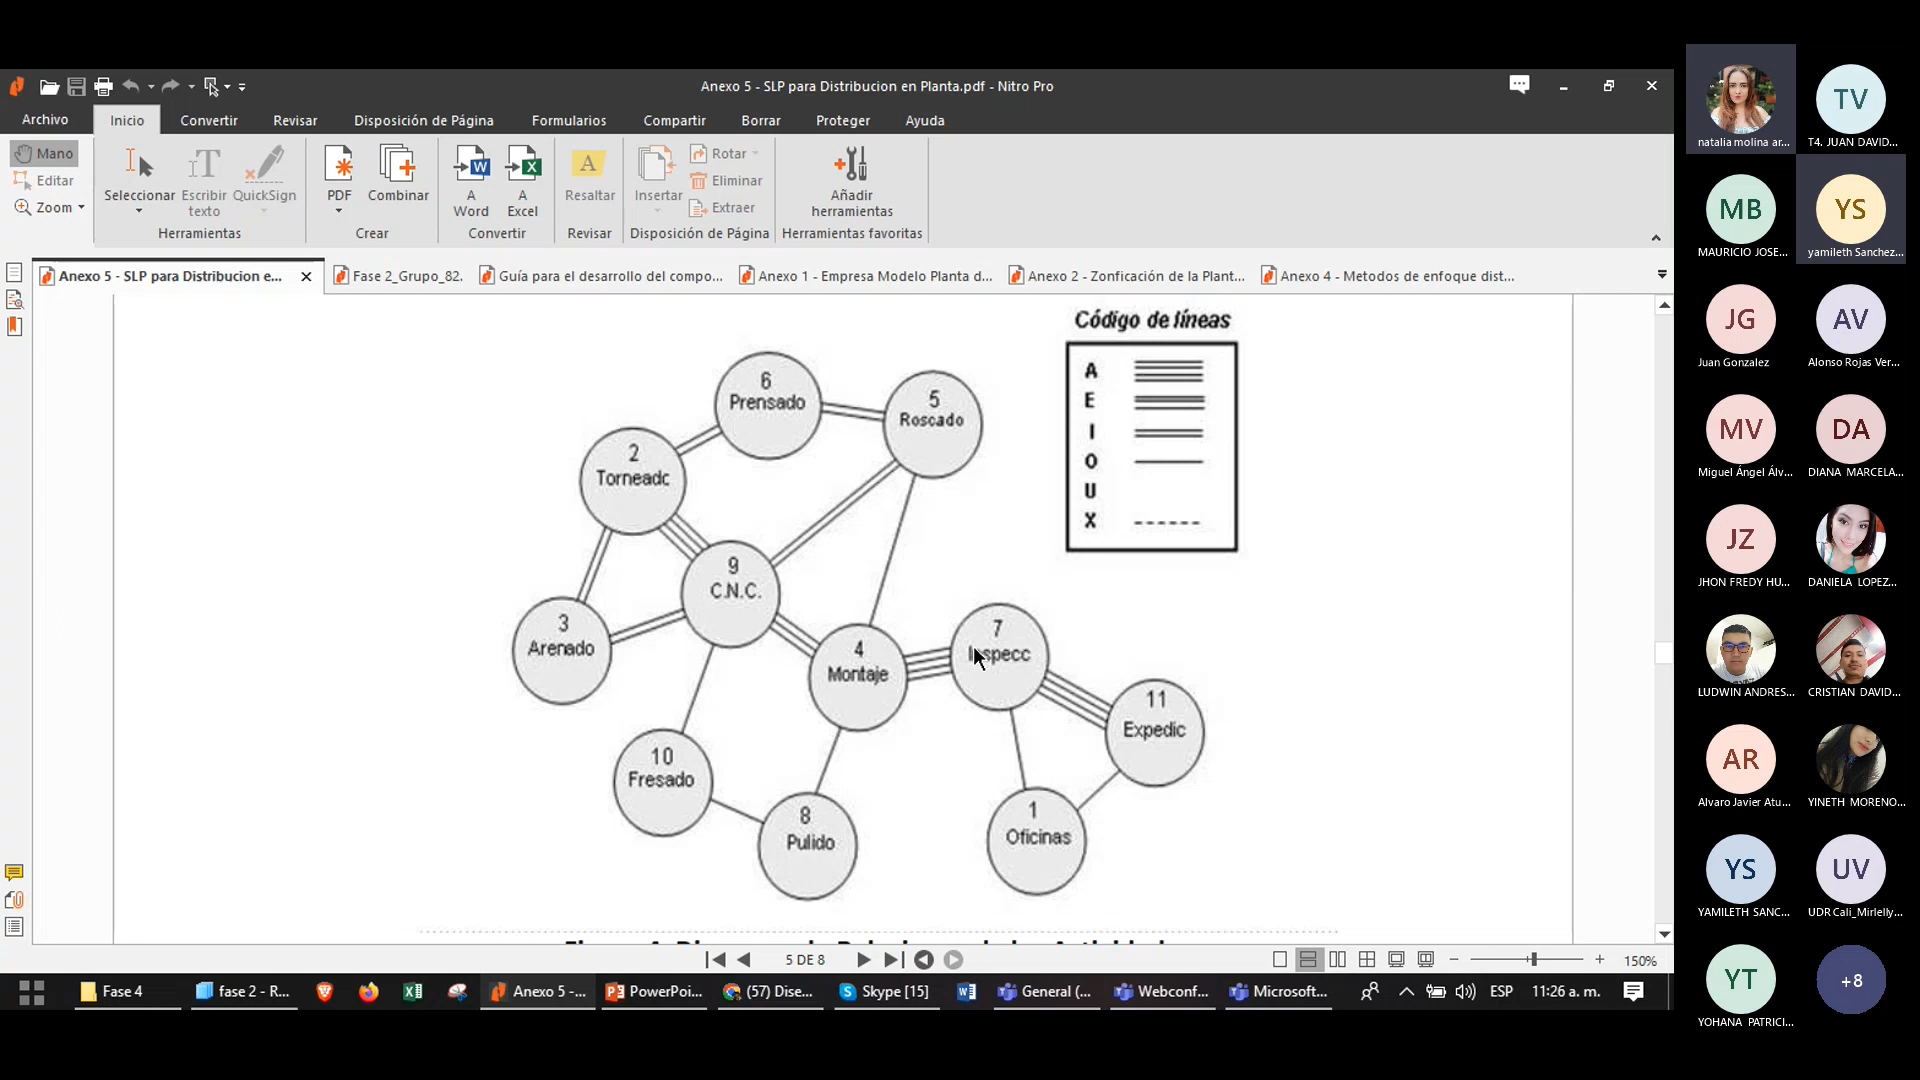 Anexo 5 - SLP para Distribucion en Planta.pdf - Nitro Pro
Archivo
Inicio
Convertir
Revisar
Disposición de Página
Formularios
Compartir
Borrar
Proteger
Ayuda
Mano
Editar
Zoom
Seleccionar
Escribir texto
QuickSign
Herramientas
PDF
Combinar
Crear
A Word
A Excel
Convertir
Resaltar
Revisar
Insertar
Rotar
Eliminar
Extraer
Disposición de Página
Añadir herramientas
Herramientas favoritas
Anexo 5 - SLP para Distribucion e...
Fase 2_Grupo_82.
Guía para el desarrollo del compo...
Anexo 1 - Empresa Modelo Planta d...
Anexo 2 - Zonficación de la Plant...
Anexo 4 - Metodos de enfoque dist...
Código de líneas
A
E
I
O
U
X
6
Prensado
5
Roscado
2
Torneadc
9
C.N.C.
3
Arenado
4
Montaje
7
Inspecc
11
Expedic
10
Fresado
8
Pulido
1
Oficinas
5 DE 8
150%
Fase 4
fase 2 - R...
Anexo 5 -...
PowerPoi...
(57) Dise...
Skype [15]
General (...
Webconf...
Microsoft...
ESP
11:26 a. m.
natalia molina ar...
TV
T4. JUAN DAVID...
MB
MAURICIO JOSE...
YS
yamileth Sanchez...
JG
Juan Gonzalez
AV
Alonso Rojas Ver...
MV
Miguel Ángel Álv...
DA
DIANA MARCELA...
JZ
JHON FREDY HU...
DANIELA LOPEZ...
LUDWIN ANDRES...
CRISTIAN DAVID...
AR
Alvaro Javier Atu...
YINETH MORENO...
YS
YAMILETH SANC...
UV
UDR Cali_Mirlelly...
YT
YOHANA PATRICI...
+8